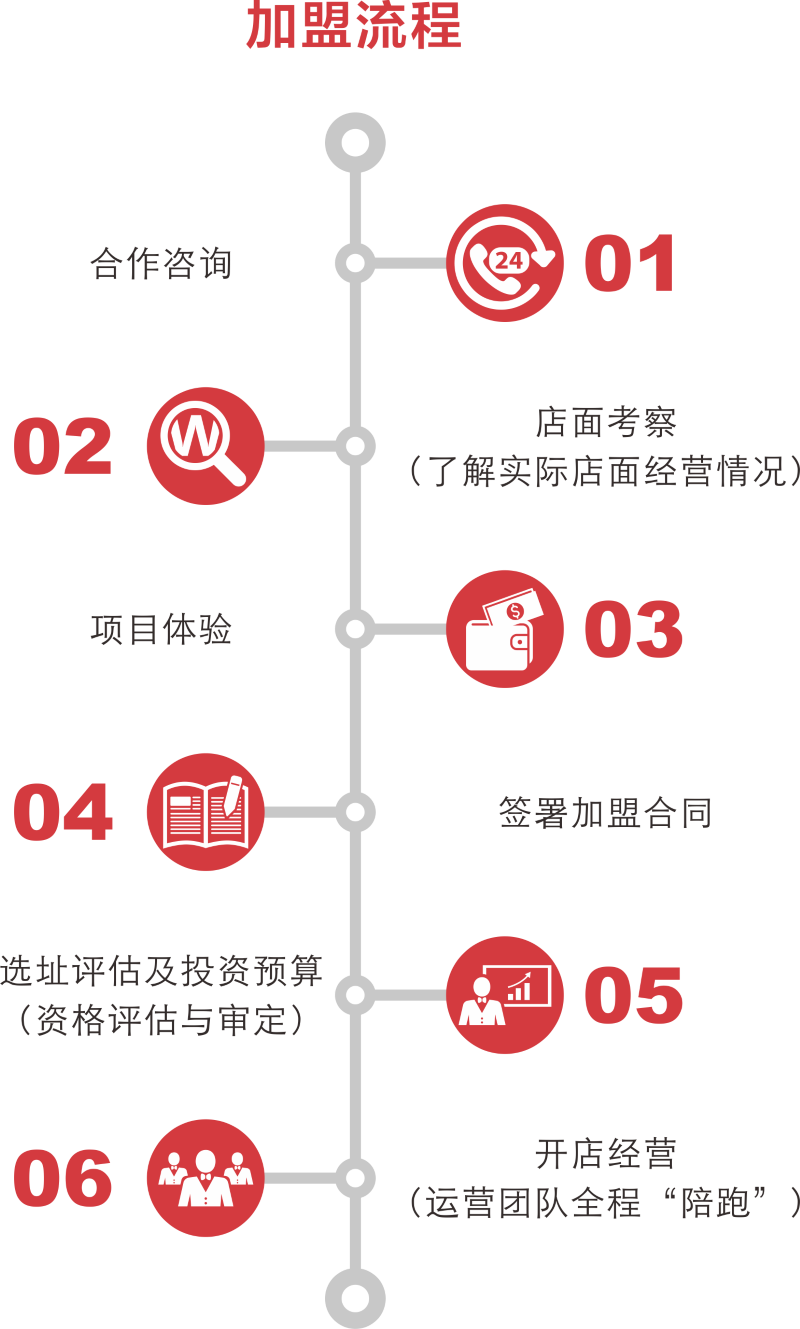 加盟流程
合作咨询
24
01
02
W
店面考察
（了解实际店面经营情况）
项目体验
$
03
04
签署加盟合同
选址评估及投资预算
（资格评估与审定）
05
06
开店经营
（运营团队全程“陪跑”）